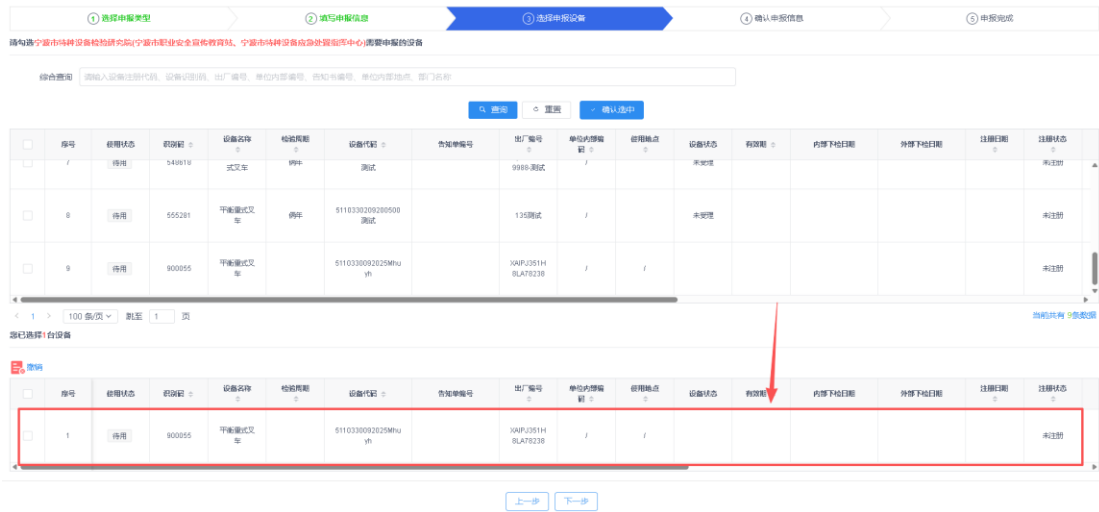 1 选择申报类型 2 填写申报信息 3 选择申报设备 4 确认申报信息 5 申报完成
请勾选宁波市特种设备检验研究院(宁波市职业安全宣传教育站、宁波市特种设备应急处置指挥中心)需要申报的设备
综合查询 请输入设备注册代码、设备识别码、出厂编号、单位内部编号、告知书编号、单位内部地点、部门名称
查询 重置 确认选中
序号 使用状态 识别码 设备名称 检验周期 设备代码 告知单编号 出厂编号 单位内部编码 使用地点 设备状态 有效期 内部下检日期 外部下检日期 注册日期 注册状态
7 待用 548618 式叉车 俩年 测试 9988-测试 / 未受理 未注册
8 待用 555281 平衡重式叉车 俩年 5110330209280500测试 135测试 / 未受理 未注册
9 待用 900055 平衡重式叉车 5110330092025Mhuyh XAIPJ351H8LA78238 / / 未注册
< 1 > 100 条/页 跳至 1 页 当前共有 9条数据
您已选择1台设备
撤销
序号 使用状态 识别码 设备名称 检验周期 设备代码 告知单编号 出厂编号 单位内部编码 使用地点 设备状态 有效期 内部下检日期 外部下检日期 注册日期 注册状态
1 待用 900055 平衡重式叉车 5110330092025Mhuyh XAIPJ351H8LA78238 / / 未注册
上一步 下一步